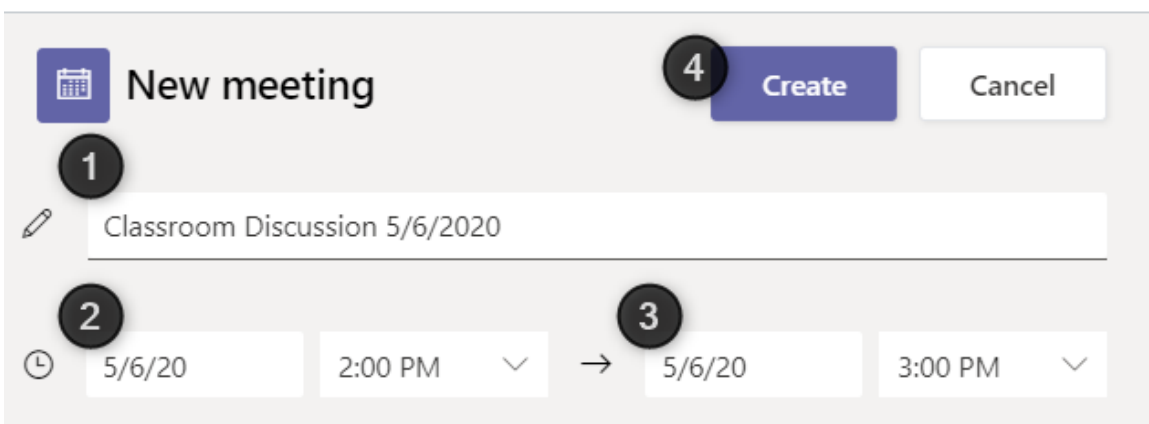 New meeting
4
Create
Cancel
1
Classroom Discussion 5/6/2020
2
3
5/6/20
2:00 PM
5/6/20
3:00 PM